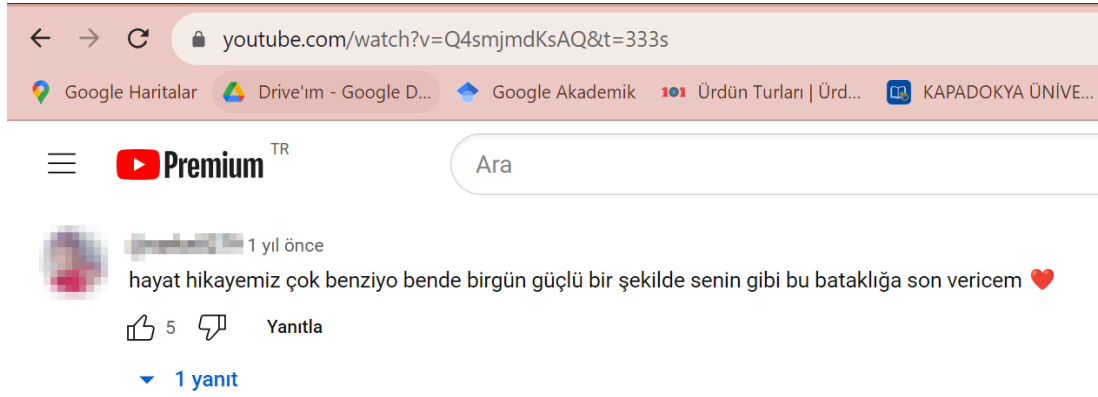 youtube.com/watch?v=Q4smjmdKsAQ&t=333s
Google Haritalar Drive'ım - Google D... Google Akademik 101 Ürdün Turları | Ürd... KAPADOKYA ÜNİVE...
Premium TR Ara
1 yıl önce
hayat hikayemiz çok benziyo bende birgün güçlü bir şekilde senin gibi bu bataklığa son vericem ❤️
5 Yanıtla
1 yanıt